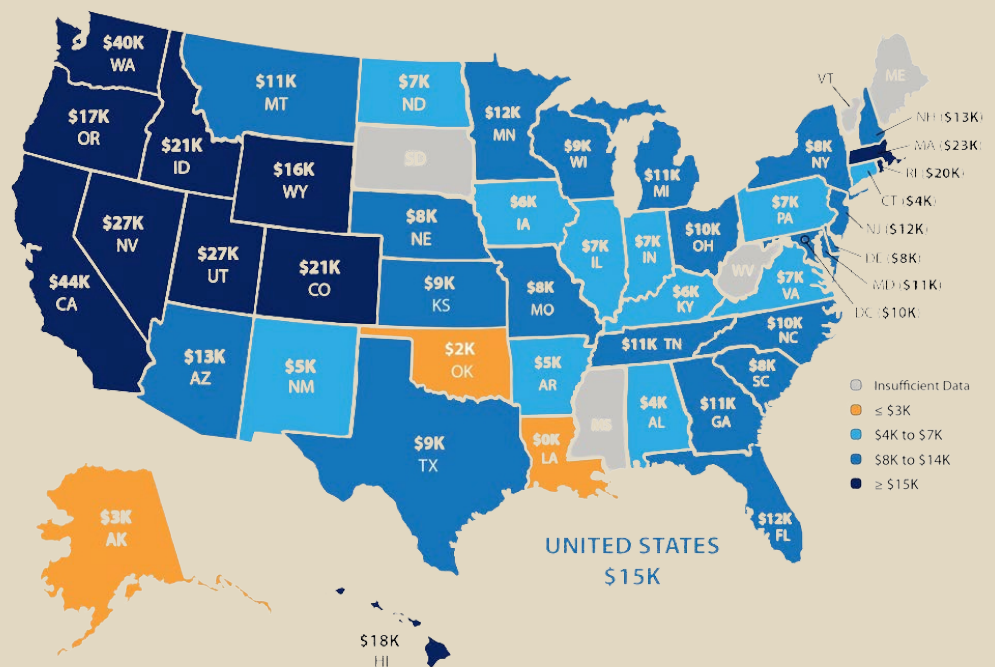 $40K
WA
$17K
OR
$21K
ID
$11K
MT
$16K
WY
$7K
ND
SD
$12K
MN
$9K
WI
$11K
MI
$8K
NY
VT
ME
NH ($13K)
MA ($23K)
RI ($20K)
CT ($4K)
NJ ($12K)
DE ($8K)
MD ($11K)
DC ($10K)
$44K
CA
$27K
NV
$27K
UT
$21K
CO
$8K
NE
$9K
KS
$6K
IA
$8K
MO
$7K
IL
$7K
IN
$10K
OH
$7K
PA
WV
$7K
VA
$6K
KY
$10K
NC
$11K TN
$8K
SC
$13K
AZ
$5K
NM
$2K
OK
$5K
AR
$9K
TX
$0K
LA
MS
$4K
AL
$11K
GA
$12K
FL
$3K
AK
$18K
HI
UNITED STATES
$15K
Insufficient Data
≤ $3K
$4K to $7K
$8K to $14K
≥ $15K